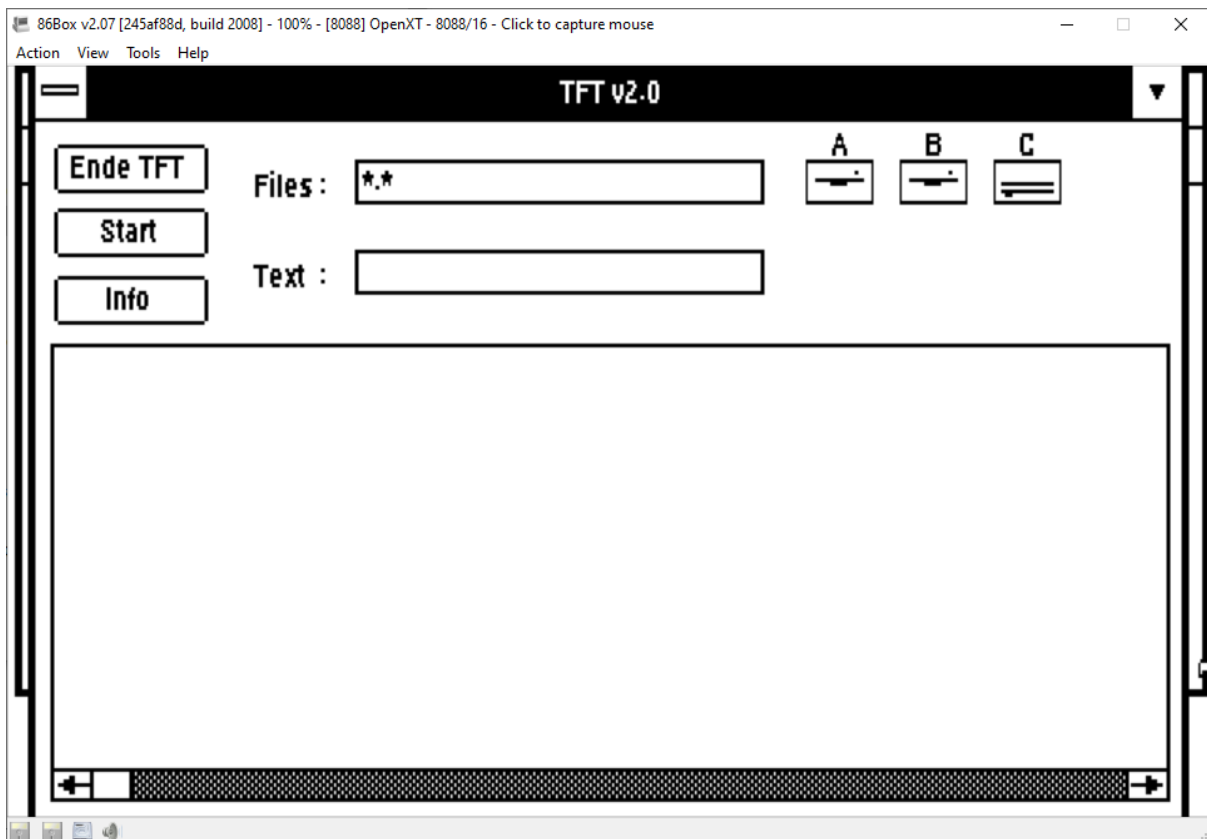 86Box v2.07 [245af88d, build 2008] - 100% - [8088] OpenXT - 8088/16 - Click to capture mouse
Action View Tools Help
TFT v2.0
Ende TFT
Start
Info
Files: *.*
Text :
A B C